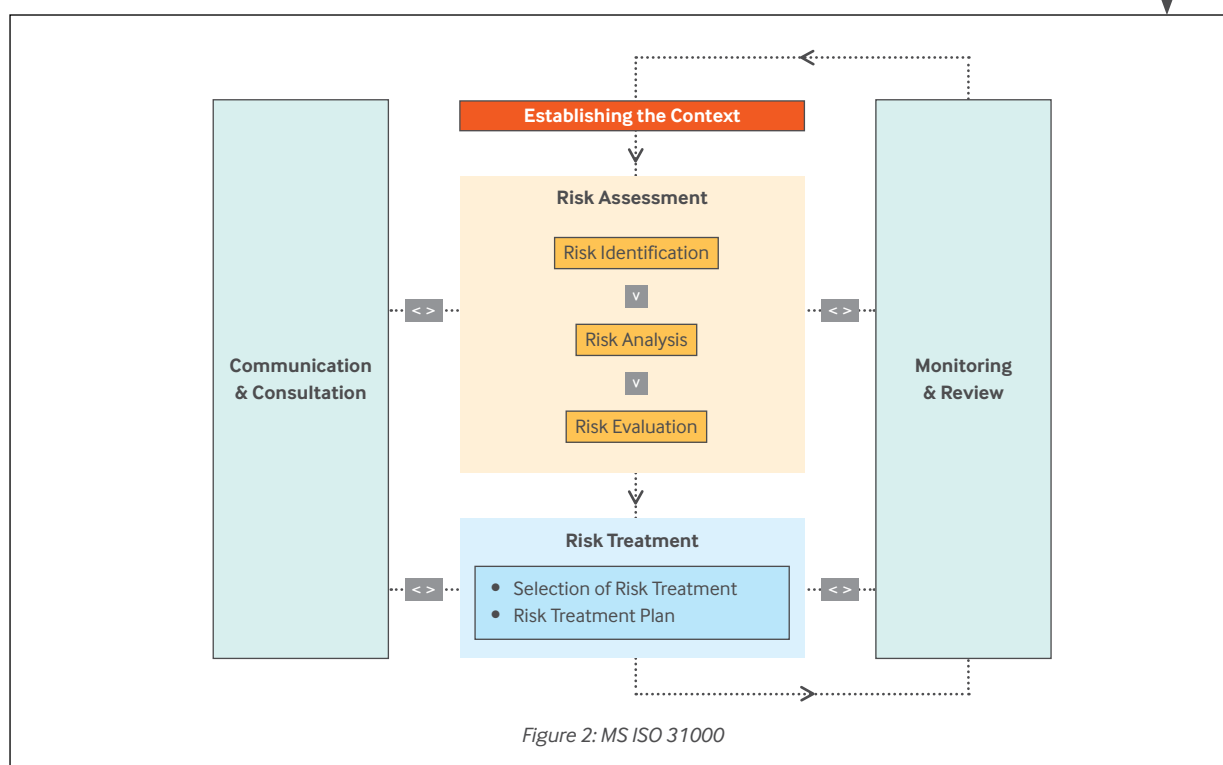 Establishing the Context
Risk Assessment
Risk Identification
v
Risk Analysis
v
Risk Evaluation
< >
< >
Communication
& Consultation
Monitoring
& Review
Risk Treatment
• Selection of Risk Treatment
• Risk Treatment Plan
< >
< >
Figure 2: MS ISO 31000